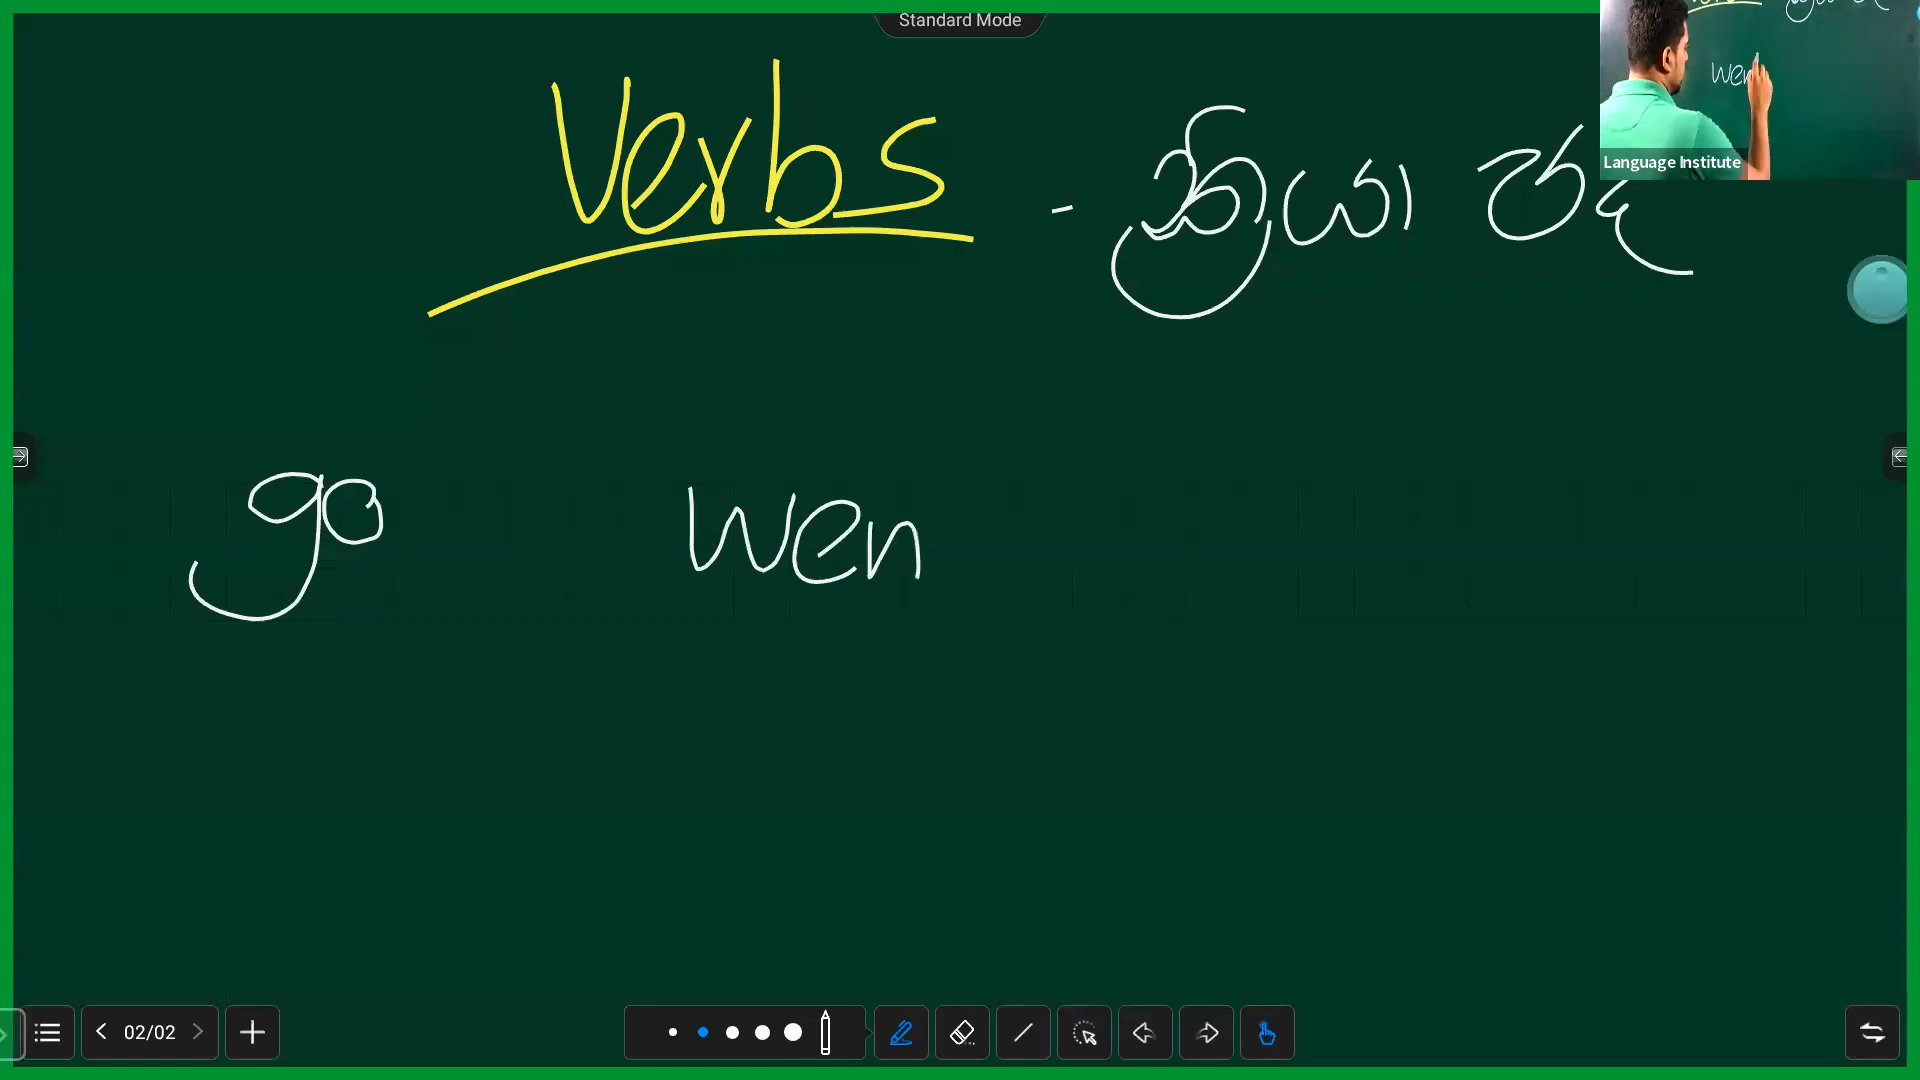 Standard Mode
Verbs - ක්‍රියා පද
Language Institute
go wen
02/02